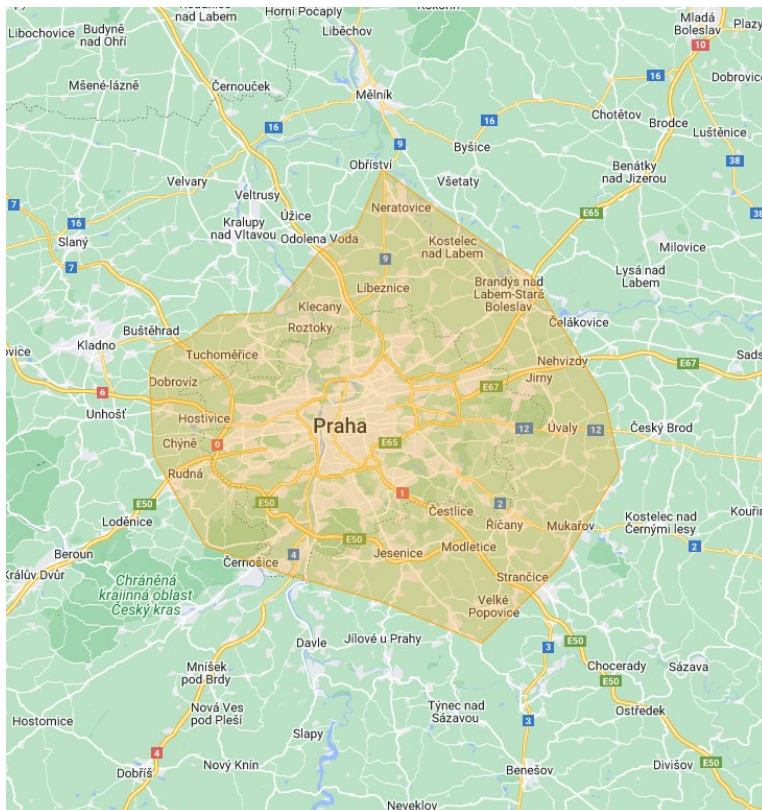 Horní Počaply
Mladá
Boleslav
Libochovice
Budyně
nad Ohří
Liběchov
Plazy
10
Mšené-lázně
Černouček
Mělník
16
Dobrovice
16
16
9
Chotětov
Brodce
Luštěnice
Byšice
Obříství
38
Velvary
Všetaty
Benátky
nad Jizerou
7
Veltrusy
Neratovice
38
16
Úžice
E65
Slaný
Kralupy
nad Vltavou
Odolena Voda
Kostelec
nad Labem
Milovice
7
9
Lysá nad
Labem
Líbeznice
Brandýs nad
Labem-Stará
Boleslav
Klecany
Buštěhrad
Roztoky
Čelákovice
Kladno
Tuchoměřice
Nehvizdy
E67
Dobrovíz
Jirny
6
E67
Unhošť
Hostivice
Praha
12
Úvaly
12
Český Brod
Chýně
0
E65
Rudná
E50
1
E50
2
Loděnice
Čestlice
Říčany
Mukařov
Kostelec nad
Černými lesy
E50
2
Beroun
4
Jesenice
Modletice
Černošice
Králův Dvůr
Chráněná
krajinná oblast
Český kras
Strančice
Velké
Popovice
Davle
Jílové u Prahy
3
E50
Mníšek
pod Brdy
Chocerady
Sázava
E50
Nová Ves
pod Pleší
Týnec nad
Sázavou
Ostředek
Hostomice
3
Slapy
4
Nový Knín
E50
Dobříš
Benešov
Divišov
Neveklov